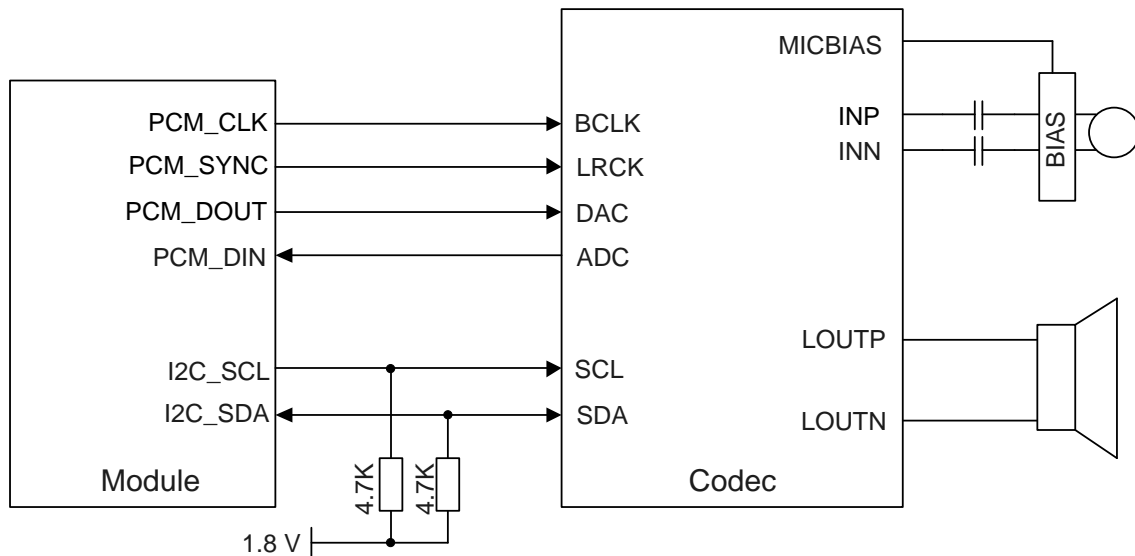 MICBIAS
PCM_CLK
BCLK
INP
PCM_SYNC
LRCK
INN
BIAS
PCM_DOUT
DAC
PCM_DIN
ADC
LOUTP
I2C_SCL
SCL
I2C_SDA
SDA
LOUTN
Module
4.7K
4.7K
Codec
1.8 V